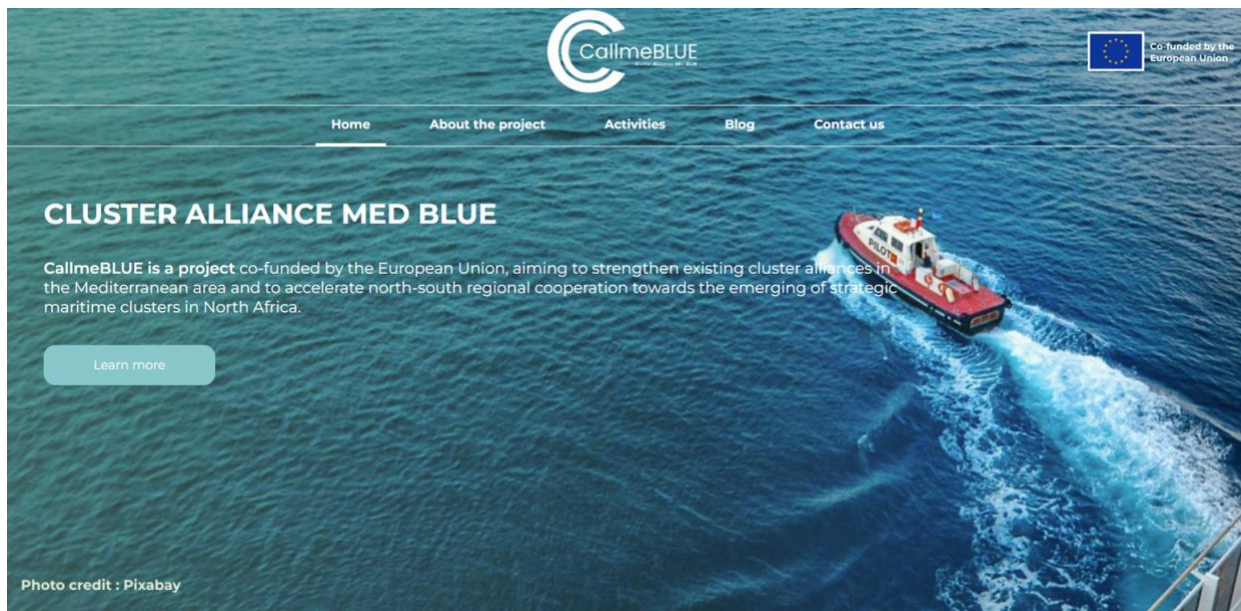 CallmeBLUE
Co-funded by the
European Union
Home
About the project
Activities
Blog
Contact us
CLUSTER ALLIANCE MED BLUE
CallmeBLUE is a project co-funded by the European Union, aiming to strengthen existing cluster alliances in
the Mediterranean area and to accelerate north-south regional cooperation towards the emerging of strategic
maritime clusters in North Africa.
PILOT
Learn more
Photo credit : Pixabay